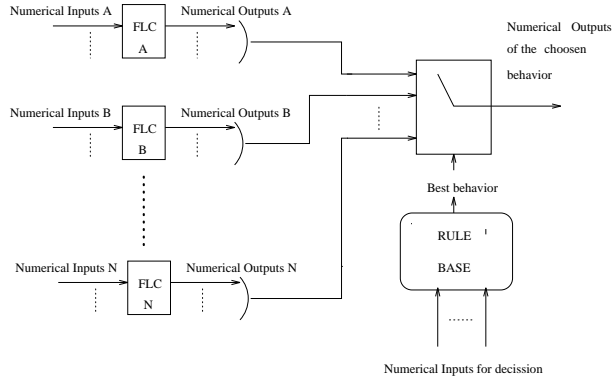 Numerical Inputs A
FLC
A
Numerical Outputs A
Numerical Outputs
of the choosen
behavior
Numerical Inputs B
FLC
B
Numerical Outputs B
Best behavior
RULE
BASE
Numerical Inputs N
FLC
N
Numerical Outputs N
Numerical Inputs for decission